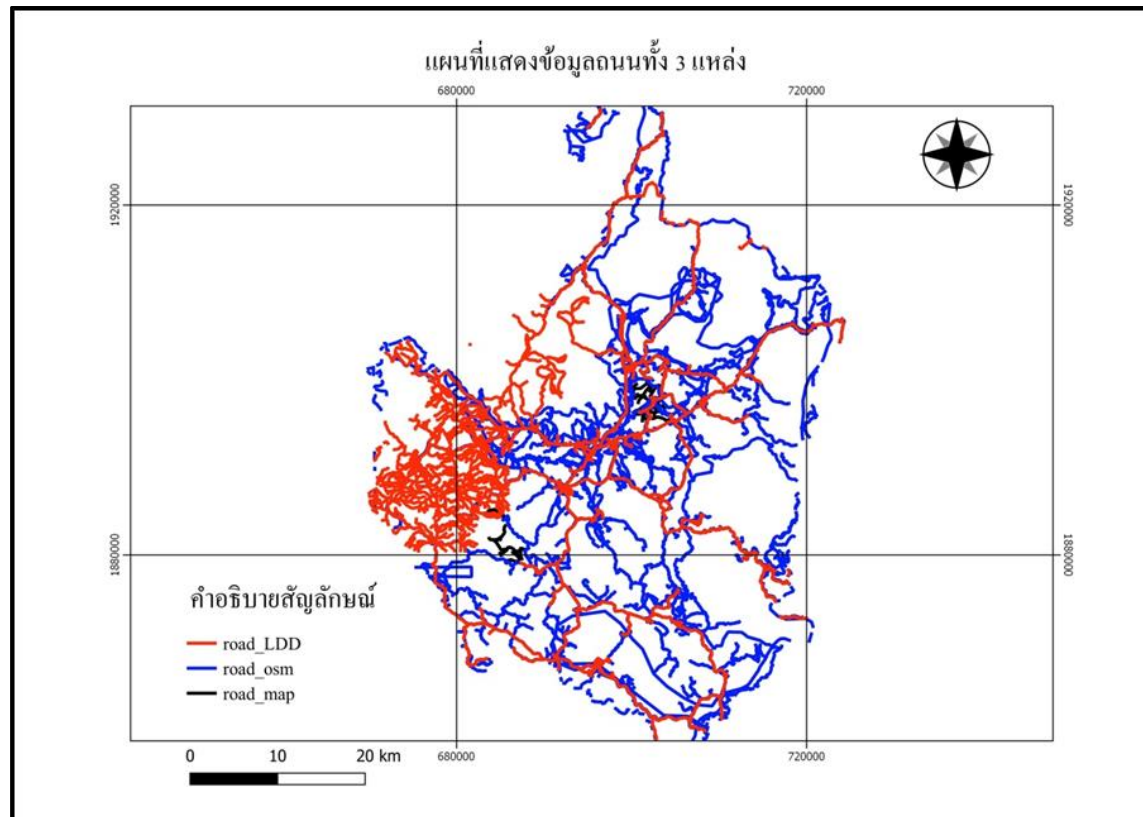 แผนที่แสดงข้อมูลถนนทั้ง 3 แหล่ง
680000
720000
1920000
1920000
1880000
1880000
คำอธิบายสัญลักษณ์
road_LDD
road_osm
road_map
680000
720000
0 10 20 km